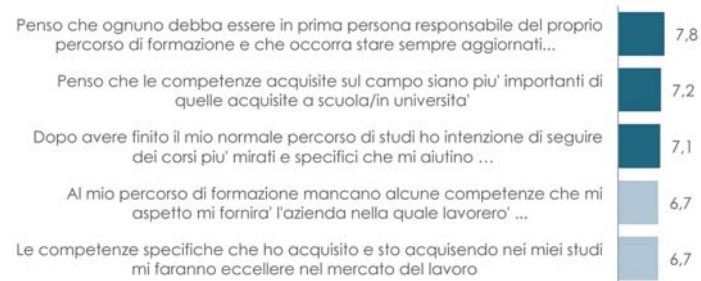 Penso che ognuno debba essere in prima persona responsabile del proprio
percorso di formazione e che occorra stare sempre aggiornati...
7,8
Penso che le competenze acquisite sul campo siano piu' importanti di
quelle acquisite a scuola/in universita'
7,2
Dopo avere finito il mio normale percorso di studi ho intenzione di seguire
dei corsi piu' mirati e specifici che mi aiutino ...
7,1
Al mio percorso di formazione mancano alcune competenze che mi
aspetto mi fornira' l'azienda nella quale lavorero' ...
6,7
Le competenze specifiche che ho acquisito e sto acquisendo nei miei studi
mi faranno eccellere nel mercato del lavoro
6,7